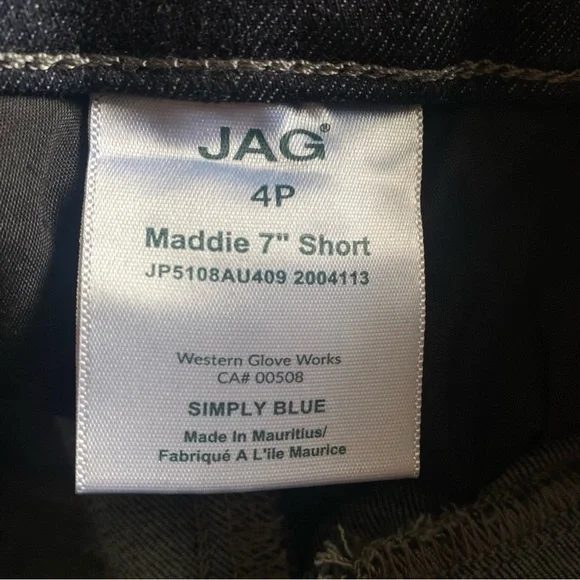 JAG®
4P
Maddie 7" Short
JP5108AU409 2004113
Western Glove Works
CA# 00508
SIMPLY BLUE
Made In Mauritius/
Fabriqué A L'ile Maurice